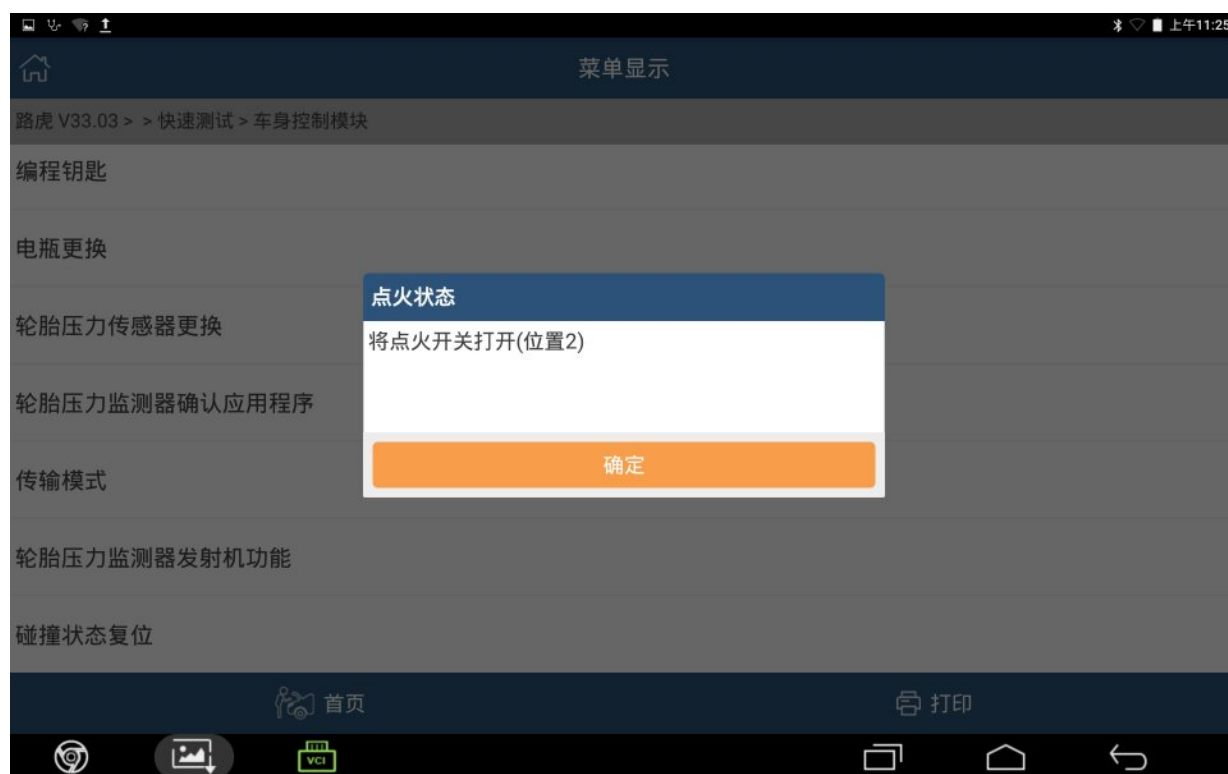 上午11:25
菜单显示
路虎 V33.03 > > 快速测试 > 车身控制模块
编程钥匙
电瓶更换
轮胎压力传感器更换
轮胎压力监测器确认应用程序
传输模式
轮胎压力监测器发射机功能
碰撞状态复位
点火状态
将点火开关打开(位置2)
确定
首页
打印
VCI